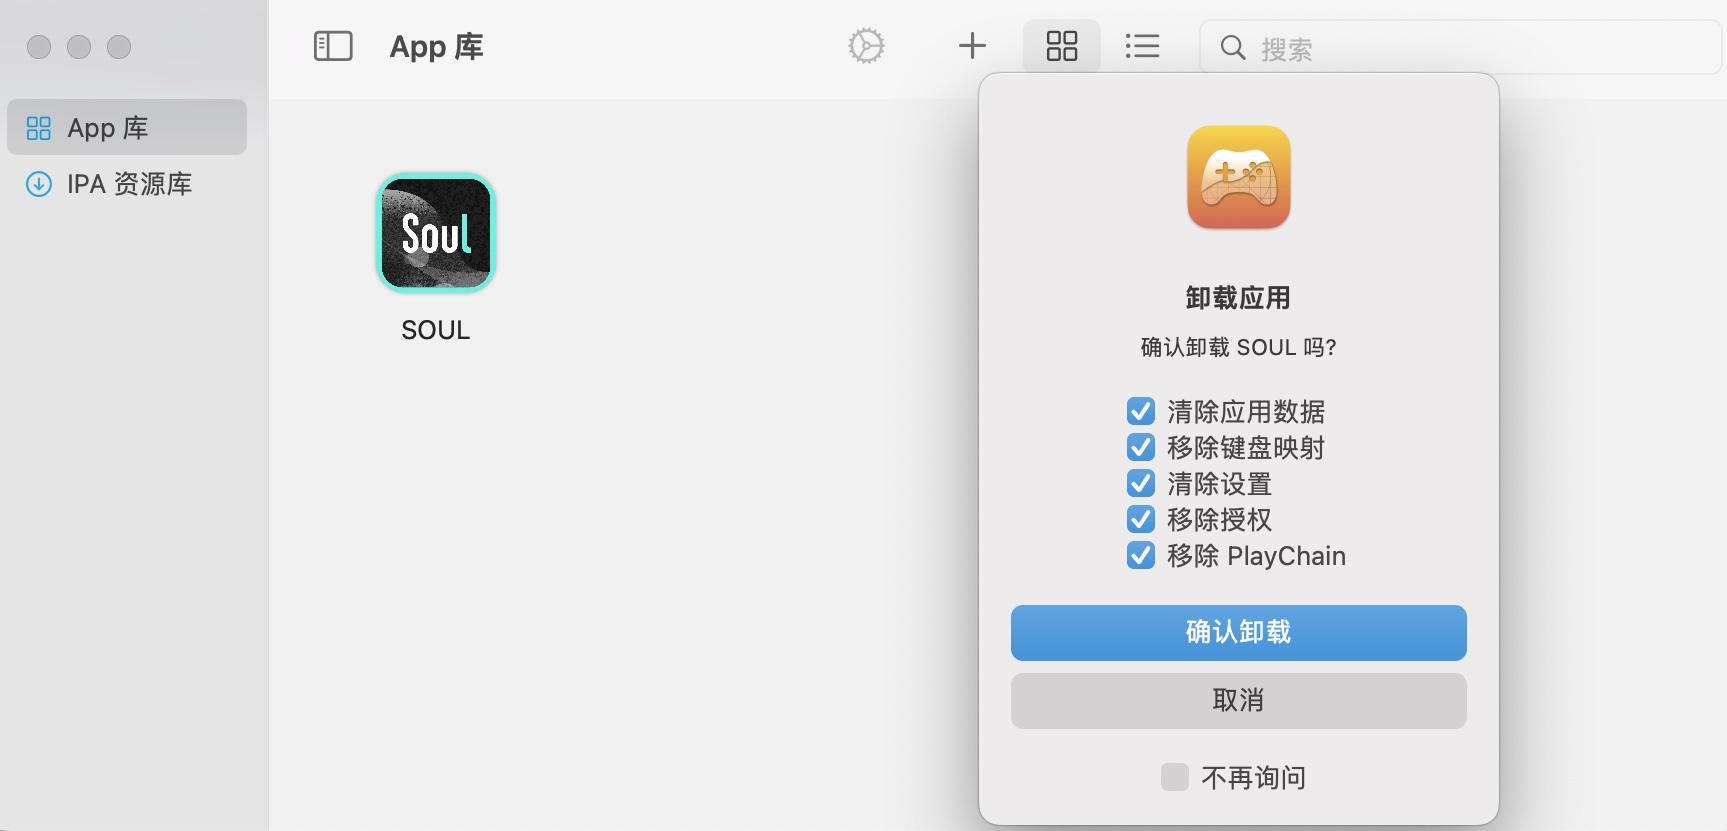 App 库
搜索
App 库
IPA 资源库
Soul
SOUL
卸载应用
确认卸载 SOUL 吗?
清除应用数据
移除键盘映射
清除设置
移除授权
移除 PlayChain
确认卸载
取消
不再询问